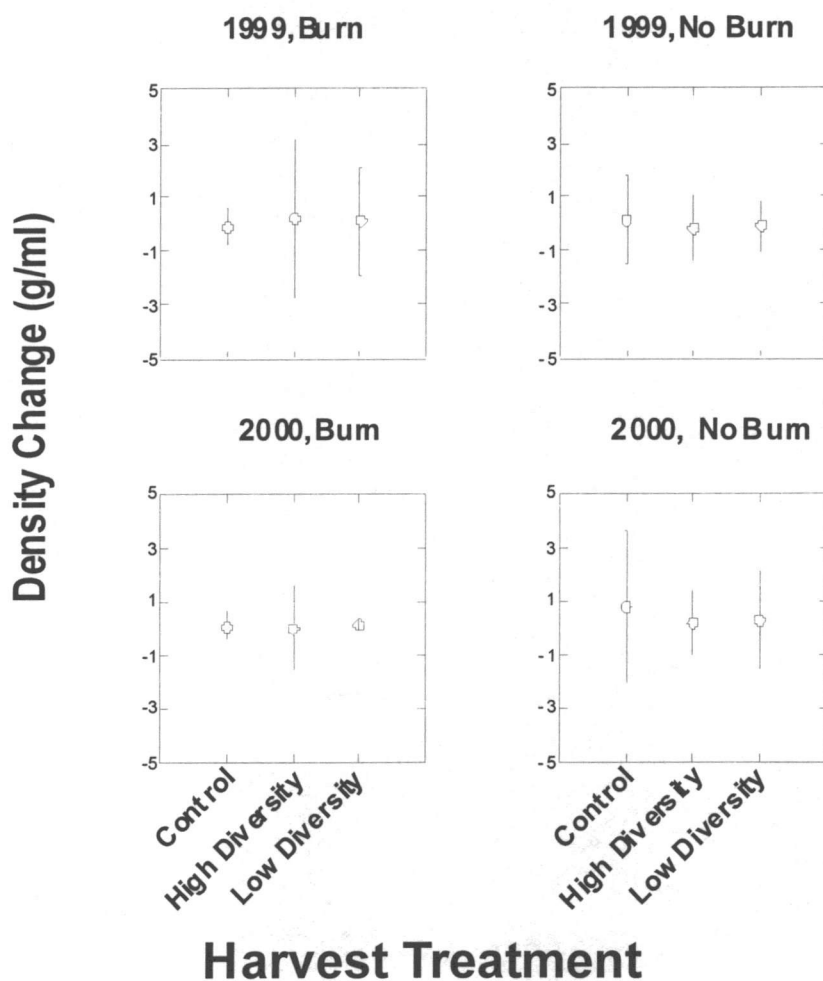 1999, Burn
1999, No Burn
5
3
1
-1
-3
-5
5
3
1
-1
-3
-5
Density Change (g/ml)
2000, Burn
2000, No Burn
5
3
1
-1
-3
-5
5
3
1
-1
-3
-5
Control
High Diversity
Low Diversity
Control
High Diversity
Low Diversity
Harvest Treatment